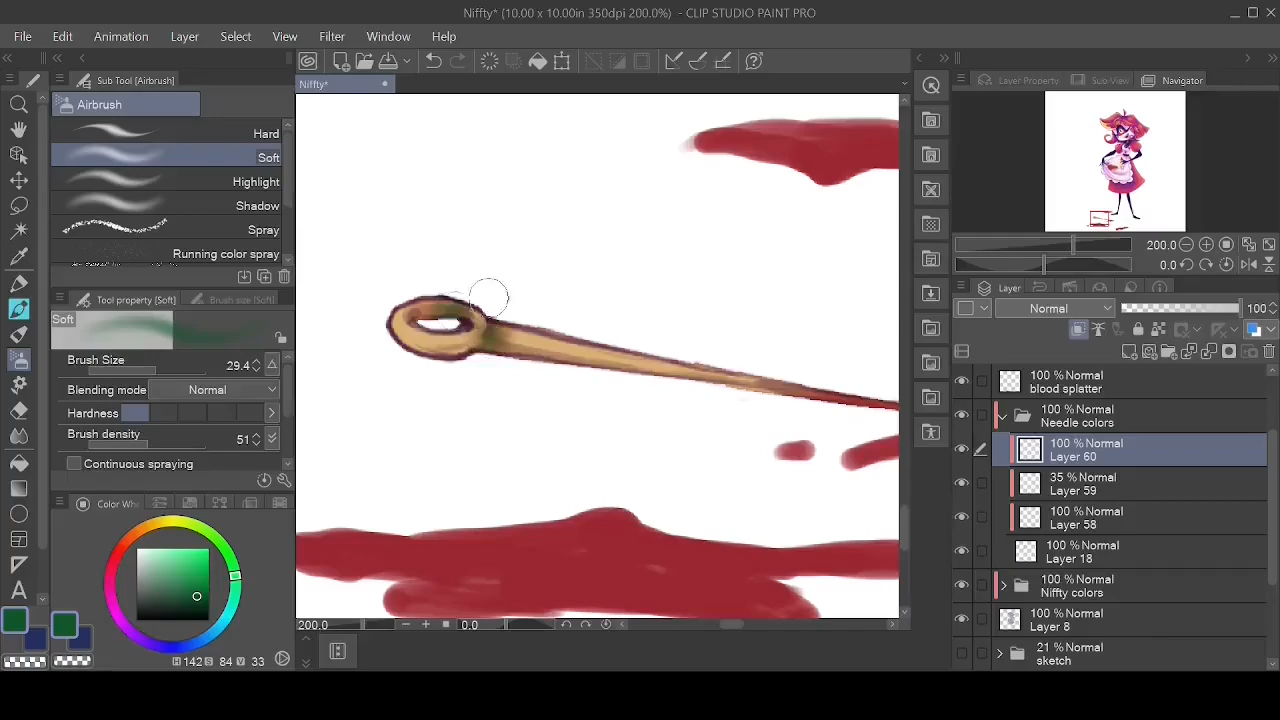 Niffty* (10.00 x 10.00in 350dpi 200.0%) - CLIP STUDIO PAINT PRO
File Edit Animation Layer Select View Filter Window Help
Sub Tool [Airbrush]
Niffty*
Layer Property Sub View Navigator
Airbrush
Hard
Soft
Highlight
Shadow
Spray
Running color spray
Tool property [Soft] Brush size [Soft]
Soft
Brush Size 29.4
Blending mode Normal
Hardness
Brush density 51
Continuous spraying
Color Whe
H 142 S 84 V 33
200.0 0.0
200.0
0.0
Layer
Normal 100
100 % Normal
blood splatter
100 % Normal
Needle colors
100 % Normal
Layer 60
35 % Normal
Layer 59
100 % Normal
Layer 58
100 % Normal
Layer 18
100 % Normal
Niffty colors
100 % Normal
Layer 8
21 % Normal
sketch